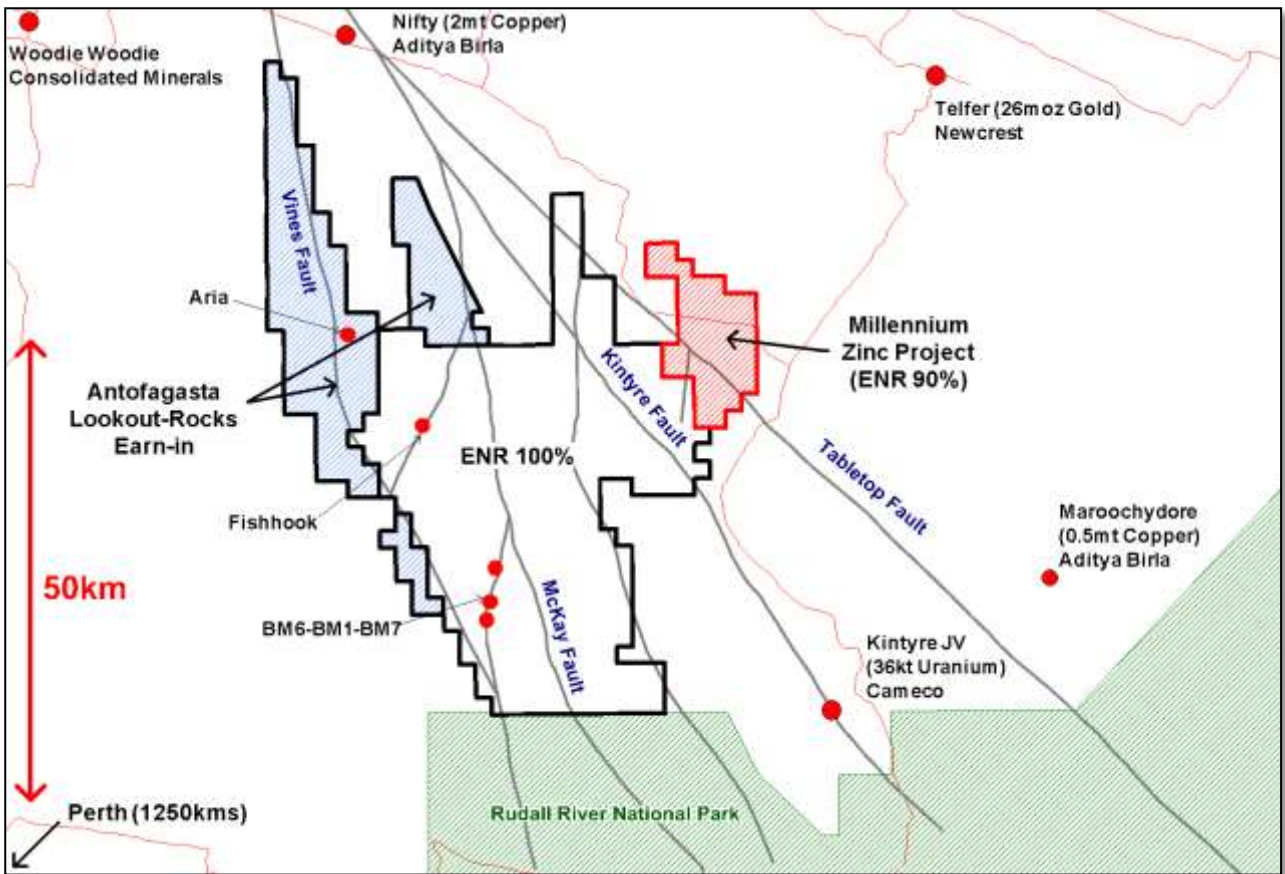 Woodie Woodie
Consolidated Minerals
Nifty (2mt Copper)
Aditya Birla
Telfer (26moz Gold)
Newcrest
Vines Fault
Aria
Antofagasta
Lookout-Rocks
Earn-in
Millennium
Zinc Project
(ENR 90%)
Kintyre Fault
ENR 100%
Tabletop Fault
Fishhook
Maroochydore
(0.5mt Copper)
Aditya Birla
50km
BM6-BM1-BM7
McKay Fault
Kintyre JV
(36kt Uranium)
Cameco
Rudall River National Park
Perth (1250kms)